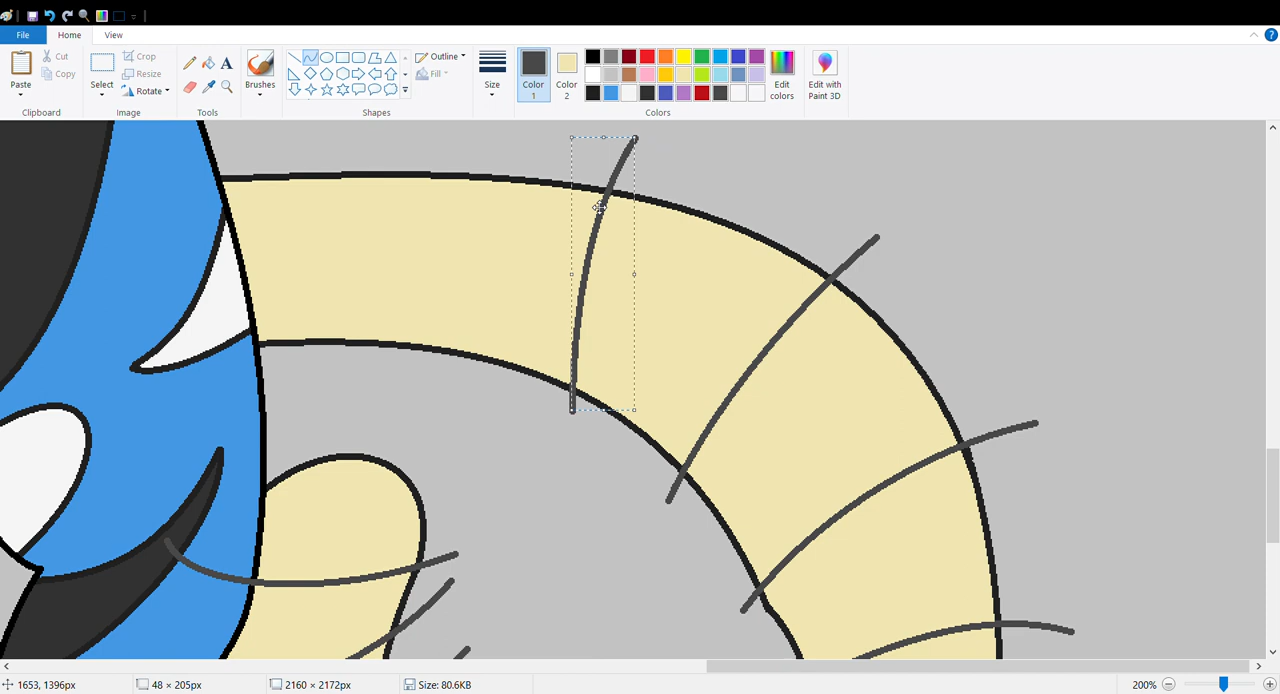 File Home View
Paste Cut Copy
Clipboard
Select Crop Resize Rotate
Image
A
Tools
Brushes
Outline Fill
Shapes
Size
Color 1
Color 2
Edit colors
Colors
Edit with Paint 3D
?
1653, 1396px 48 × 205px 2160 × 2172px Size: 80.6KB 200%